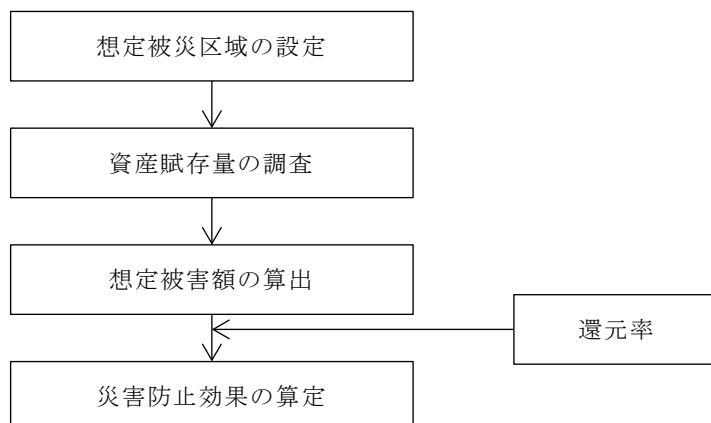 想定被災区域の設定
資産賦存量の調査
想定被害額の算出
還元率
災害防止効果の算定